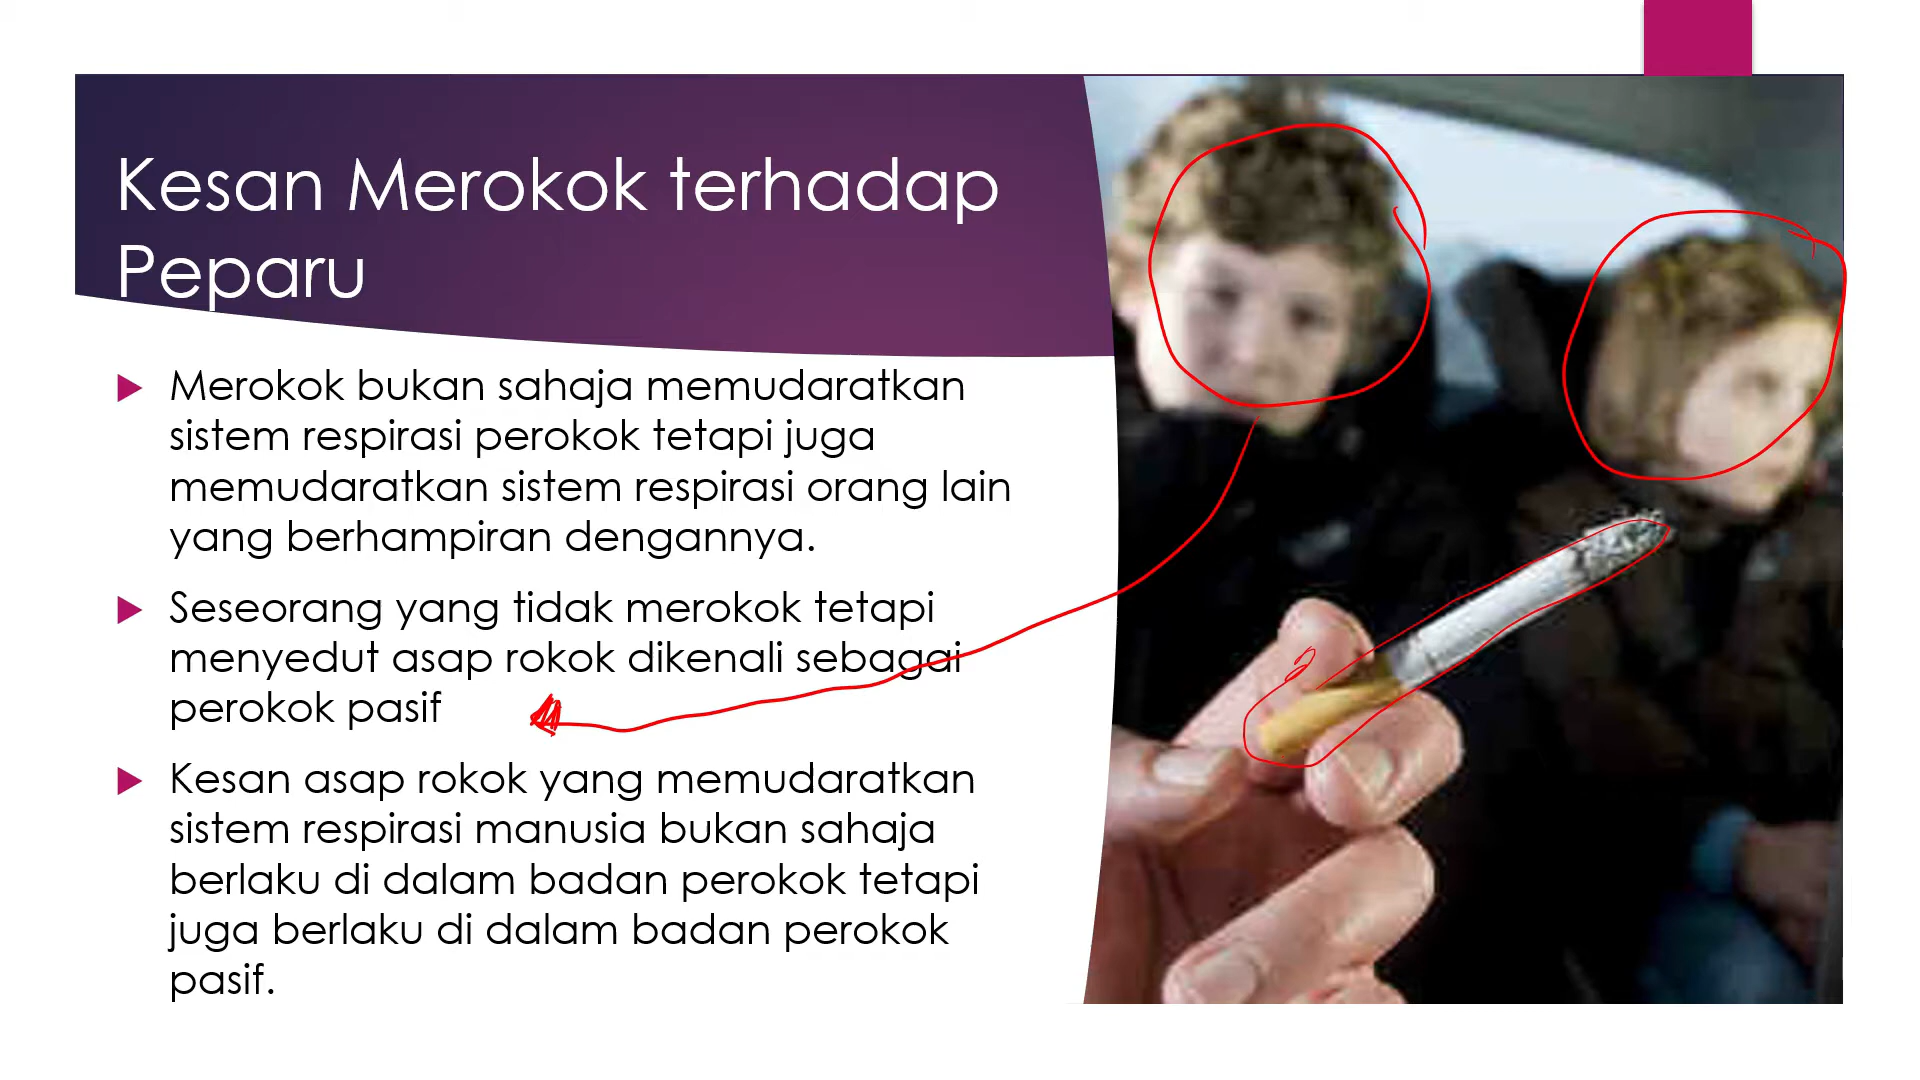 Kesan Merokok terhadap
Peparu
Merokok bukan sahaja memudaratkan
sistem respirasi perokok tetapi juga
memudaratkan sistem respirasi orang lain
yang berhampiran dengannya.
Seseorang yang tidak merokok tetapi
menyedut asap rokok dikenali sebagai
perokok pasif
Kesan asap rokok yang memudaratkan
sistem respirasi manusia bukan sahaja
berlaku di dalam badan perokok tetapi
juga berlaku di dalam badan perokok
pasif.